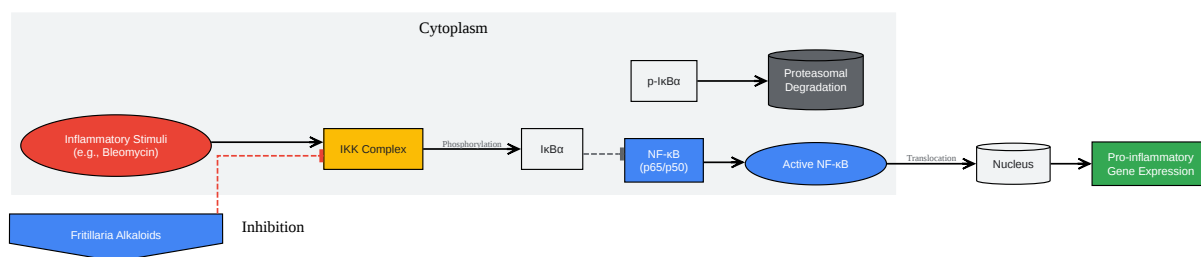 Cytoplasm
p-IκBα
Proteasomal
Degradation
Inflammatory Stimuli
(e.g., Bleomycin)
IKK Complex
Phosphorylation
IκBα
NF-κB
(p65/p50)
Active NF-κB
Translocation
Nucleus
Pro-inflammatory
Gene Expression
Fritillaria Alkaloids
Inhibition